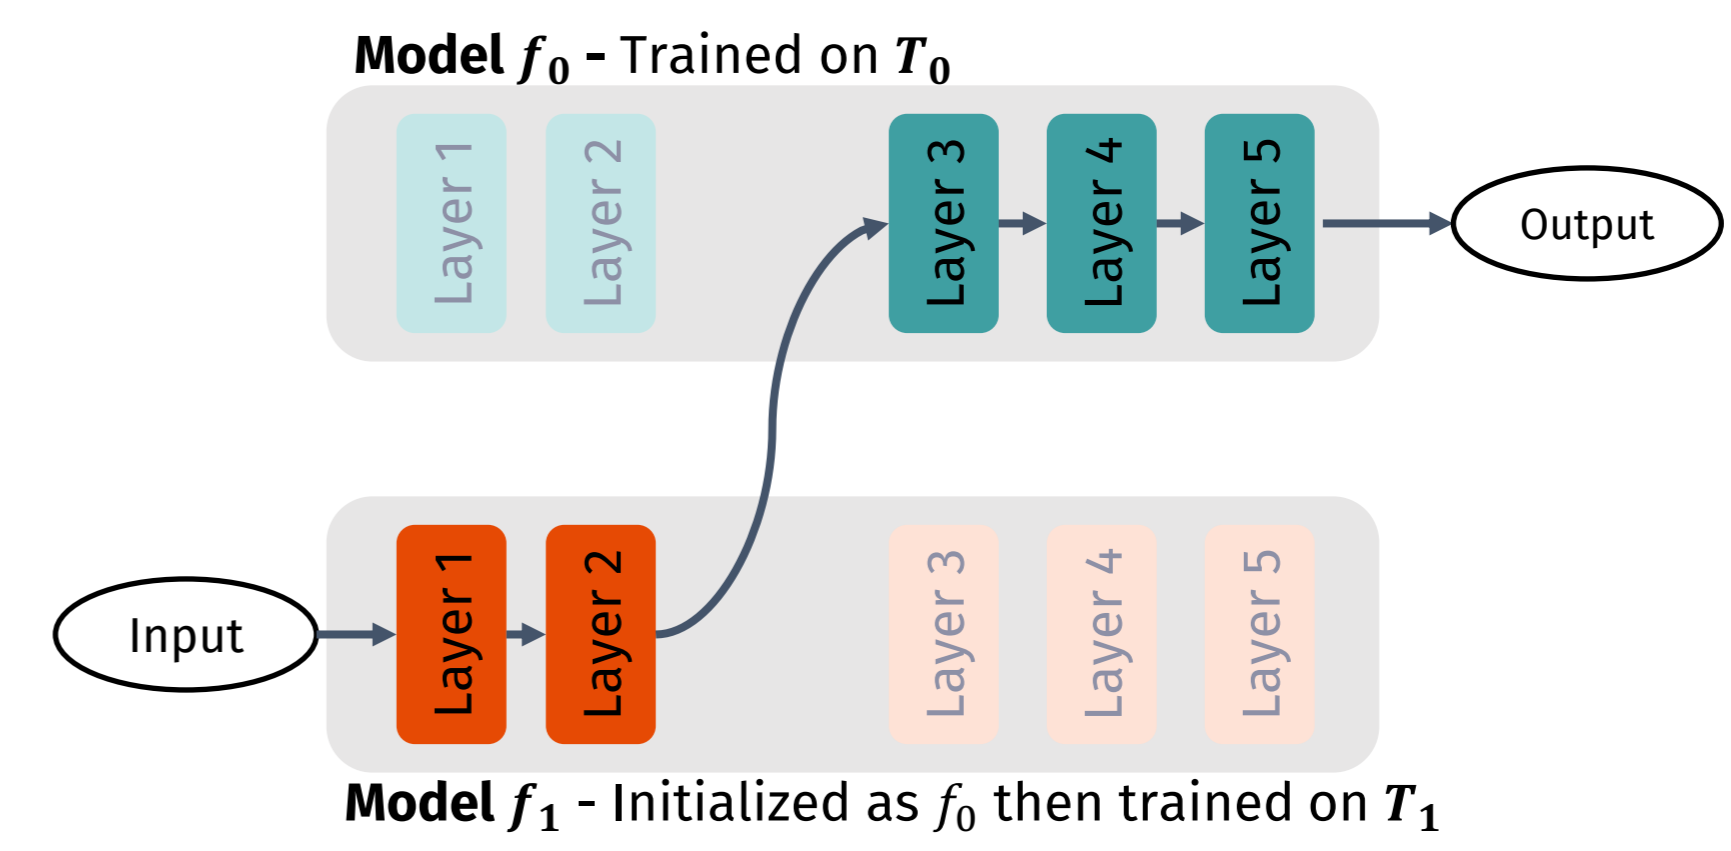 Model f₀ - Trained on T₀
Layer 1
Layer 2
Layer 3
Layer 4
Layer 5
Output
Input
Layer 1
Layer 2
Layer 3
Layer 4
Layer 5
Model f₁ - Initialized as f₀ then trained on T₁